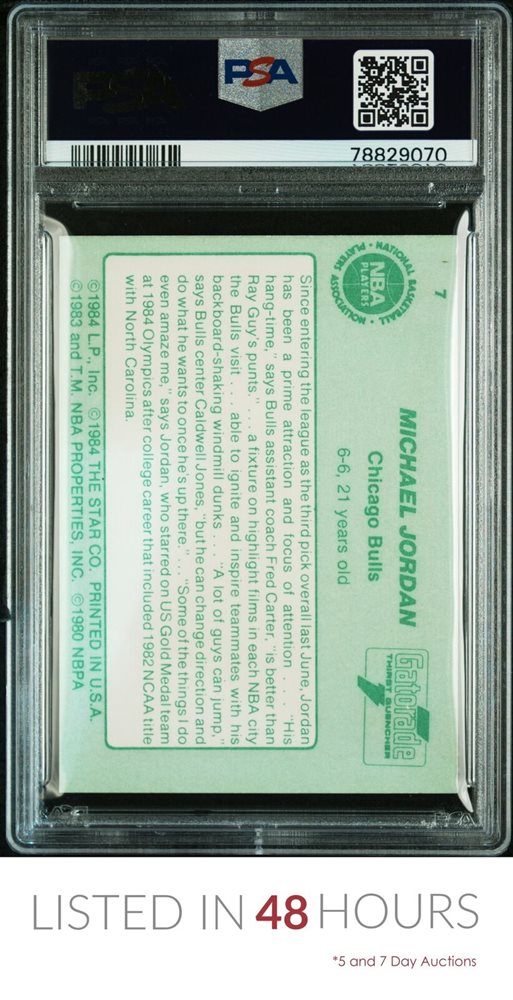 PSA
78829070
7
NATIONAL BASKETBALL PLAYERS ASSOCIATION
NBA
PLAYERS
MICHAEL JORDAN
Chicago Bulls
6-6, 21 years old
Gatorade
THIRST QUENCHER
Since entering the league as the third pick overall last June, Jordan
has been a prime attraction and focus of attention . . . "His
hang-time," says Bulls assistant coach Fred Carter, "is better than
Ray Guy's punts." . . . a fixture on highlight films in each NBA city
the Bulls visit . . . able to ignite and inspire teammates with his
backboard-shaking windmill dunks . . . "A lot of guys can jump,"
says Bulls center Caldwell Jones, "but he can change direction and
do what he wants to once he's up there." . . . "Some of the things I do
even amaze me," says Jordan, who starred on US Gold Medal team
at 1984 Olympics after college career that included 1982 NCAA title
with North Carolina.
©1984 L.P., Inc. ©1984 THE STAR CO. PRINTED IN U.S.A.
©1983 and T.M. NBA PROPERTIES, INC. ©1980 NBPA
LISTED IN 48 HOURS
*5 and 7 Day Auctions